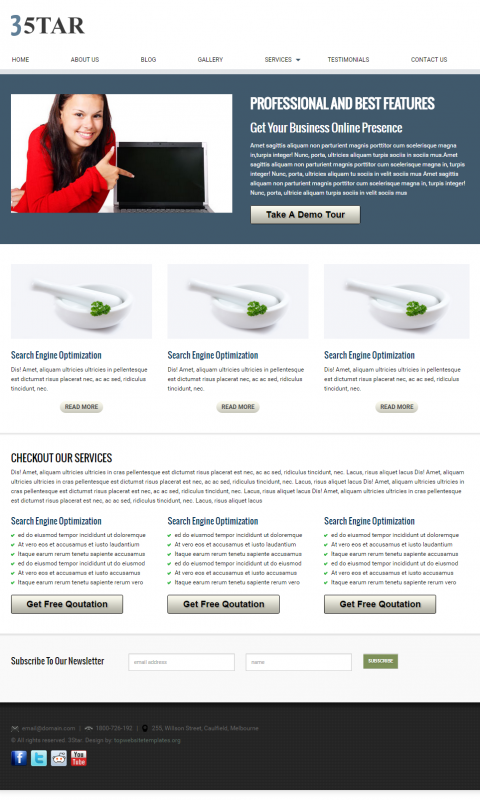 35TAR
HOME ABOUT US BLOG GALLERY SERVICES TESTIMONIALS CONTACT US
PROFESSIONAL AND BEST FEATURES
Get Your Business Online Presence
Amet sagittis aliquam non parturient magnis porttitor cum scelerisque magna
in,turpis integer! Nunc, porta, ultricies aliquam turpis sociis in sociis mus.Amet
sagittis aliquam non parturient magnis porttitor cum scelerisque magna in, turpis
integer! Nunc, porta, ultricies aliquam tu sociis in velit sociis mus Amet sagittis
aliquam non parturient magnis porttitor cum scelerisque magna in, turpis integer!
Nunc, porta, ultricies aliquam turpis sociis in velit sociis mus
Take A Demo Tour
Search Engine Optimization
Dis! Amet, aliquam ultricies ultricies in pellentesque
est dictumst risus placerat nec, ac ac sed, ridiculus
tincidunt, nec.
READ MORE
Search Engine Optimization
Dis! Amet, aliquam ultricies ultricies in pellentesque
est dictumst risus placerat nec, ac ac sed, ridiculus
tincidunt, nec.
READ MORE
Search Engine Optimization
Dis! Amet, aliquam ultricies ultricies in pellentesque
est dictumst risus placerat nec, ac ac sed, ridiculus
tincidunt, nec.
READ MORE
CHECKOUT OUR SERVICES
Dis! Amet, aliquam ultricies ultricies in cras pellentesque est dictumst risus placerat nec, ac ac sed, ridiculus tincidunt, nec. Lacus, risus aliquet lacus Dis! Amet, aliquam
ultricies ultricies in cras pellentesque est dictumst risus placerat nec, ac ac sed, ridiculus tincidunt, nec. Lacus, risus aliquet lacus Dis! Amet, aliquam ultricies ultricies in
cras pellentesque est dictumst risus placerat nec, ac ac sed, ridiculus tincidunt, nec. Lacus, risus aliquet lacus Dis! Amet, aliquam ultricies ultricies in cras pellentesque
est dictumst risus placerat nec, ac ac sed, ridiculus tincidunt, nec. Lacus, risus aliquet lacus
Search Engine Optimization
ed do eiusmod tempor incididunt ut doloremque
At vero eos et accusamus et iusto laudantium
Itaque earum rerum tenetu sapiente accusamus
ed do eiusmod tempor incididunt ut do eiusmod
At vero eos et accusamus et iusto accusamus
Itaque earum rerum tenetu sapiente rerum vero
Get Free Qoutation
Search Engine Optimization
ed do eiusmod tempor incididunt ut doloremque
At vero eos et accusamus et iusto laudantium
Itaque earum rerum tenetu sapiente accusamus
ed do eiusmod tempor incididunt ut do eiusmod
At vero eos et accusamus et iusto accusamus
Itaque earum rerum tenetu sapiente rerum vero
Get Free Qoutation
Search Engine Optimization
ed do eiusmod tempor incididunt ut doloremque
At vero eos et accusamus et iusto laudantium
Itaque earum rerum tenetu sapiente accusamus
ed do eiusmod tempor incididunt ut do eiusmod
At vero eos et accusamus et iusto accusamus
Itaque earum rerum tenetu sapiente rerum vero
Get Free Qoutation
Subscribe To Our Newsletter email address name SUBSCRIBE
email@domain.com | 1800-726-192 | 255, Willison Street, Caulfield, Melbourne
© All rights reserved. 3Star. Design by: topwebsitetemplates.org
You Tube